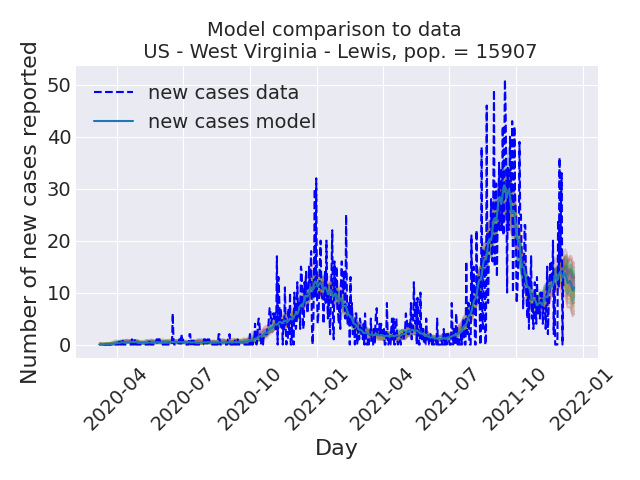 Model comparison to data
US - West Virginia - Lewis, pop. = 15907
Number of new cases reported
50
40
30
20
10
0
new cases data
new cases model
2020-04
2020-07
2020-10
2021-01
2021-04
2021-07
2021-10
2022-01
Day